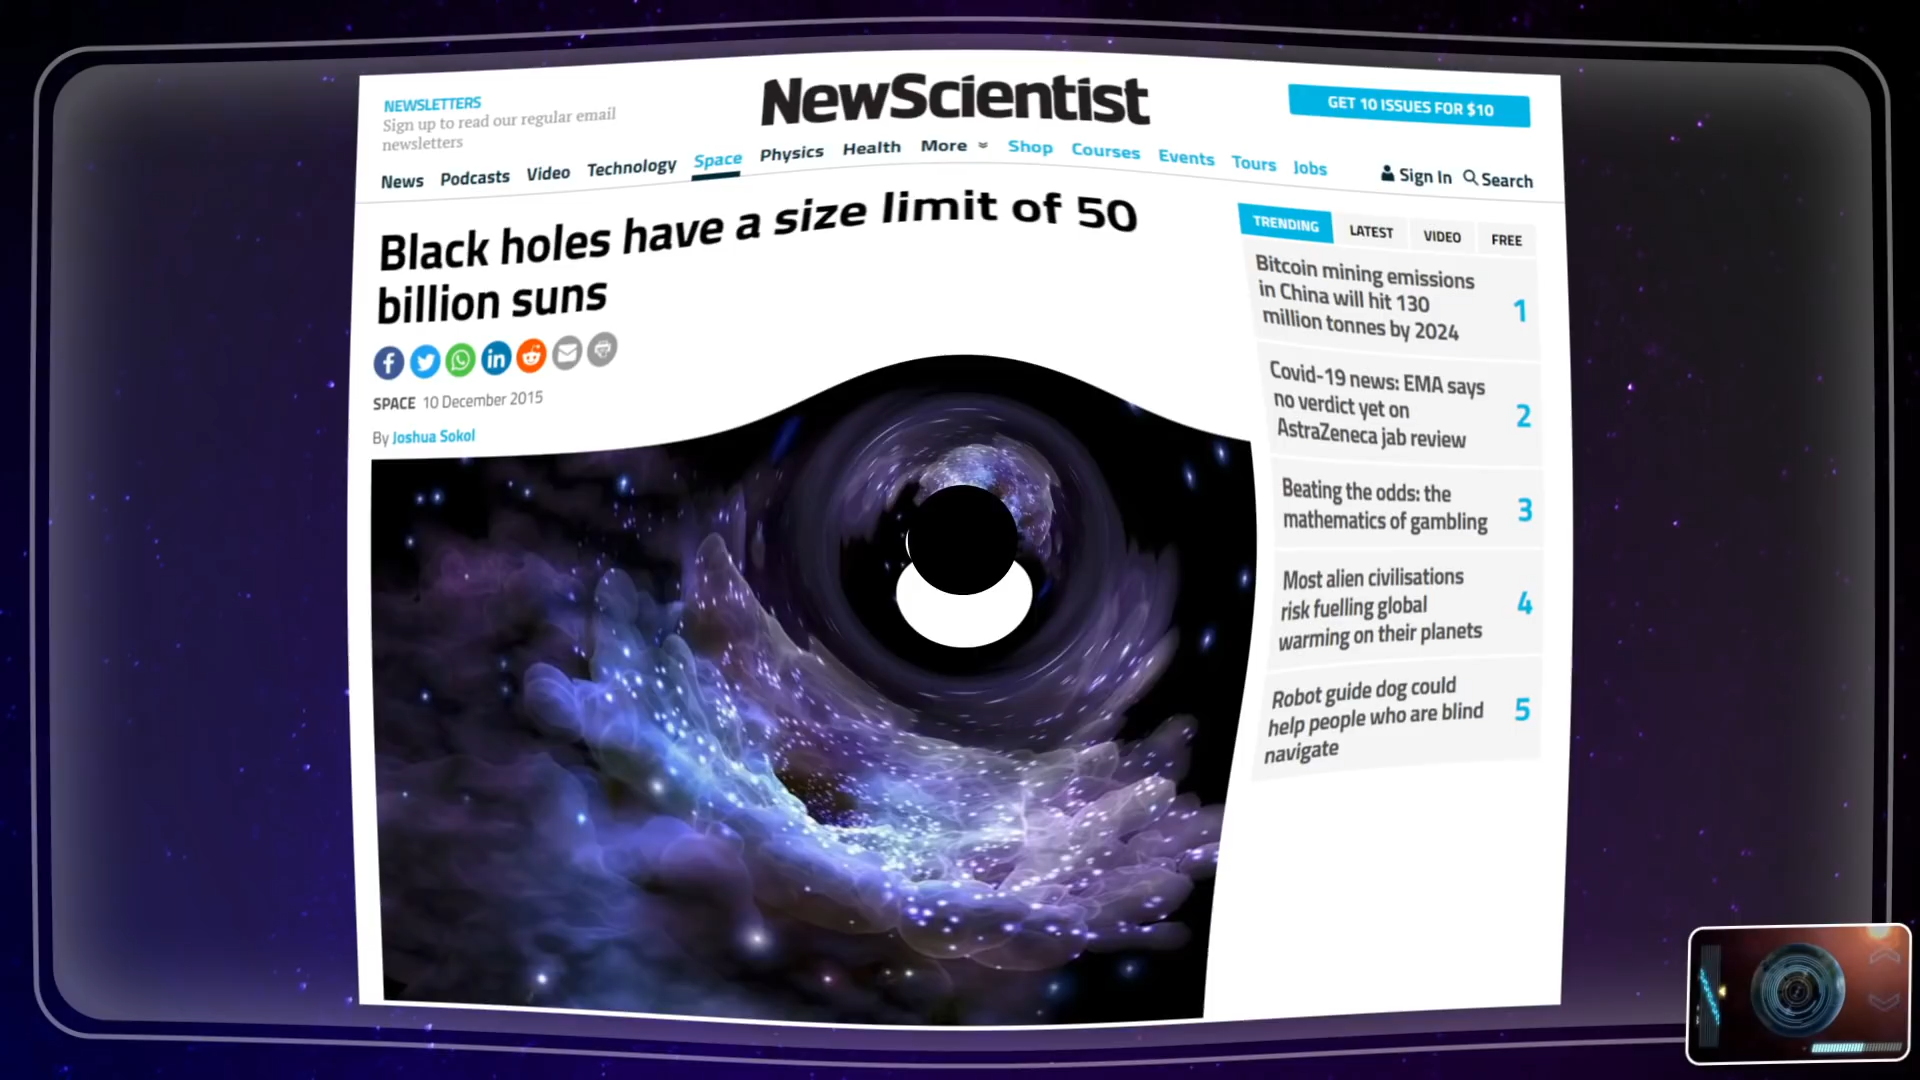 NEWSLETTERS
Sign up to read our regular email
newsletters
NewScientist
GET 10 ISSUES FOR $10
News Podcasts Video Technology Space Physics Health More Shop Courses Events Tours Jobs
Sign In Search
Black holes have a size limit of 50
billion suns
SPACE 10 December 2015
By Joshua Sokol
TRENDING LATEST VIDEO FREE
Bitcoin mining emissions
in China will hit 130
million tonnes by 2024
1
Covid-19 news: EMA says
no verdict yet on
AstraZeneca jab review
2
Beating the odds: the
mathematics of gambling
3
Most alien civilisations
risk fuelling global
warming on their planets
4
Robot guide dog could
help people who are blind
navigate
5